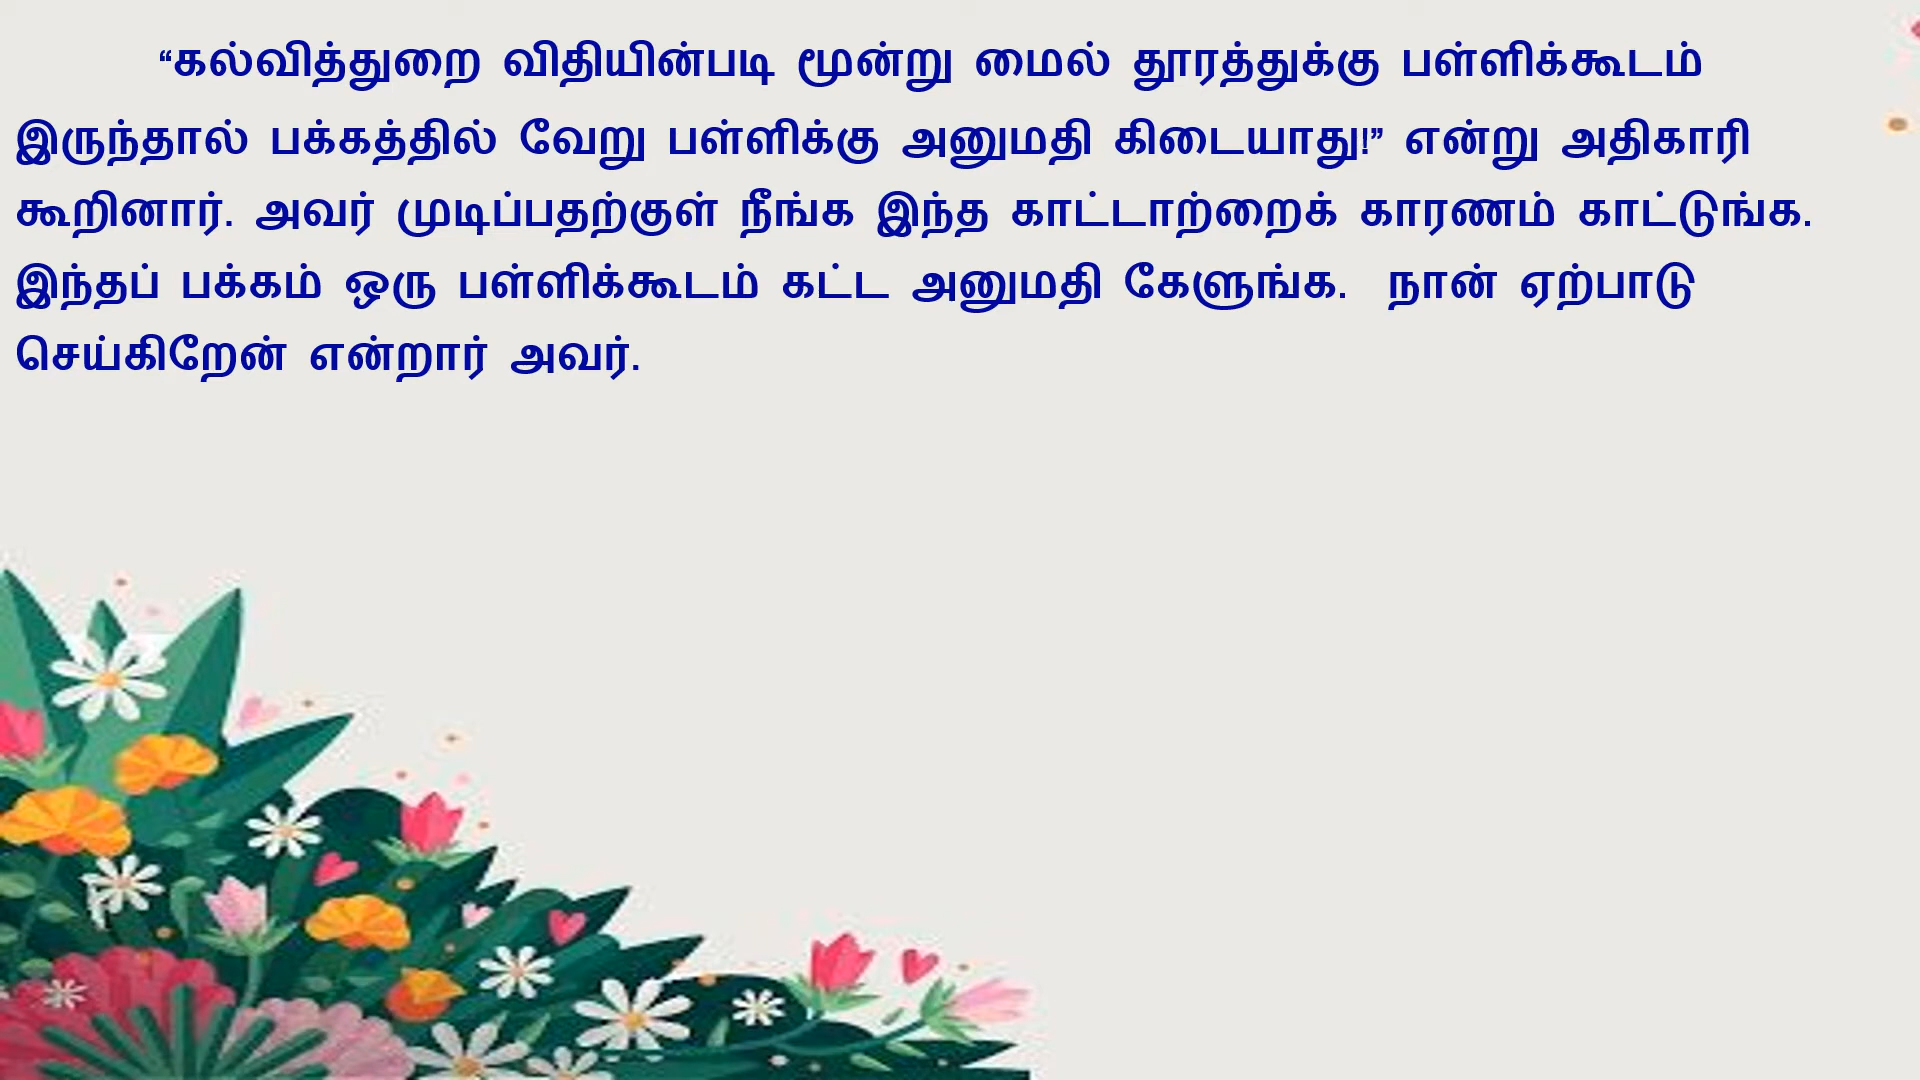 “கல்வித்துறை விதியின்படி மூன்று மைல் தூரத்துக்கு பள்ளிக்கூடம்
இருந்தால் பக்கத்தில் வேறு பள்ளிக்கு அனுமதி கிடையாது!” என்று அதிகாரி
கூறினார். அவர் முடிப்பதற்குள் நீங்க இந்த காட்டாற்றைக் காரணம் காட்டுங்க.
இந்தப் பக்கம் ஒரு பள்ளிக்கூடம் கட்ட அனுமதி கேளுங்க. நான் ஏற்பாடு
செய்கிறேன் என்றார் அவர்.